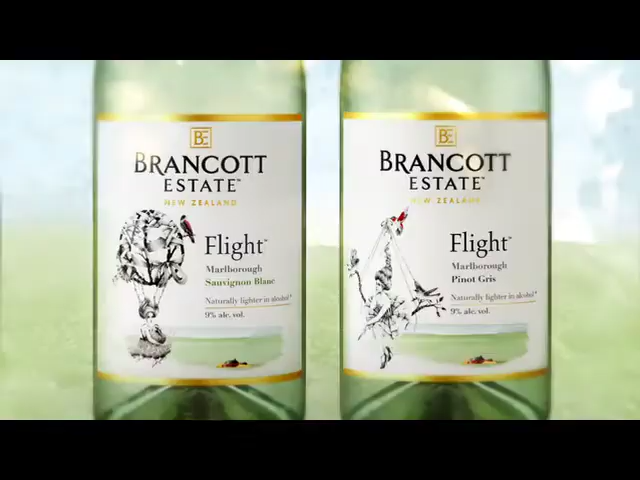 BE
BRANCOTT
ESTATE™
NEW ZEALAND
Flight™
Marlborough
Sauvignon Blanc
Naturally lighter in alcohol*
9% alc. vol.
BE
BRANCOTT
ESTATE™
NEW ZEALAND
Flight™
Marlborough
Pinot Gris
Naturally lighter in alcohol*
9% alc. vol.